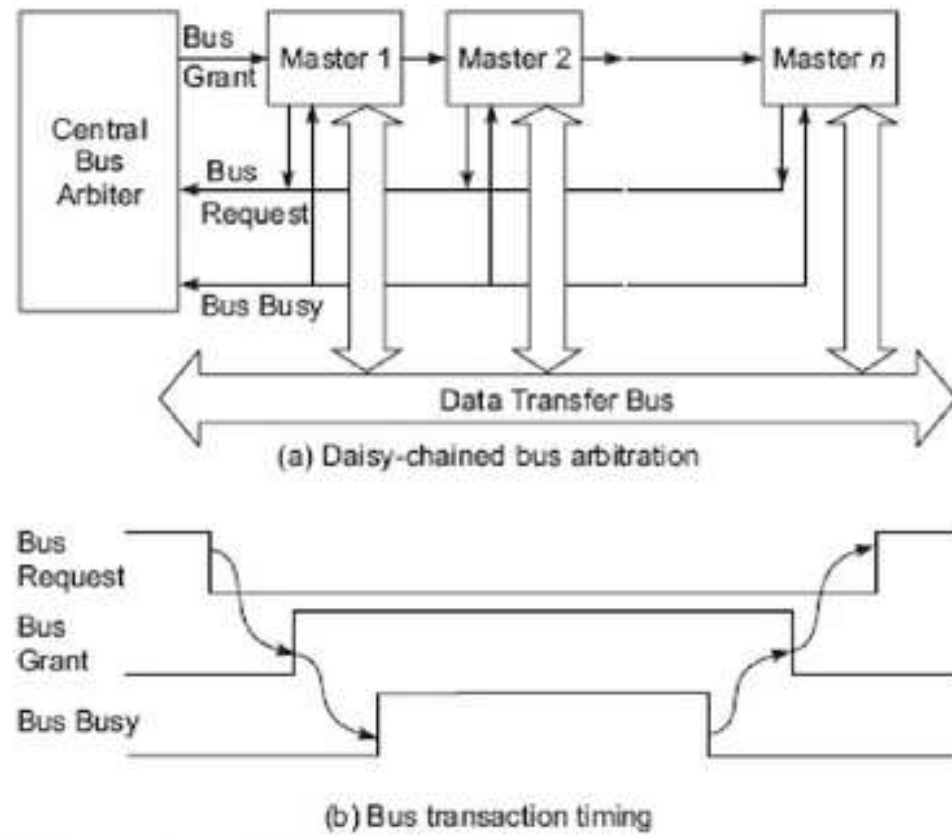 Bus
Grant
Master 1
Master 2
Master n
Central
Bus
Arbiter
Bus
Request
Bus Busy
Data Transfer Bus
(a) Daisy-chained bus arbitration
Bus
Request
Bus
Grant
Bus Busy
(b) Bus transaction timing